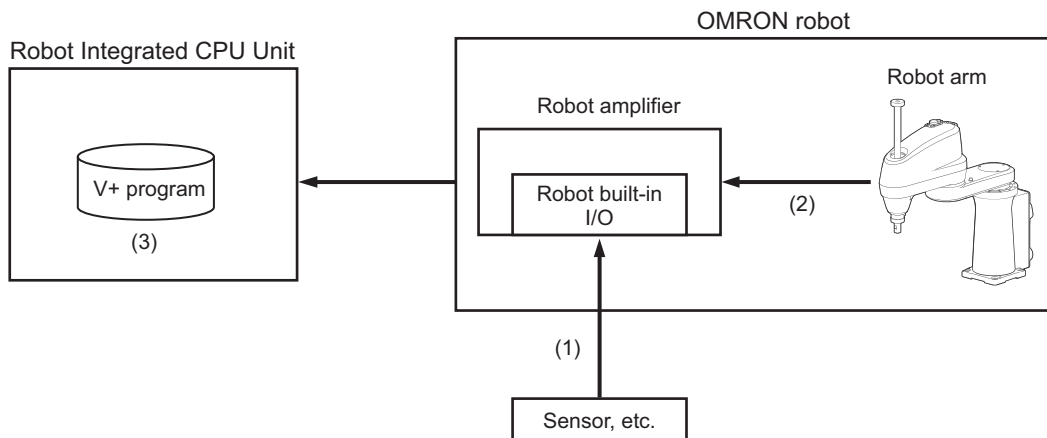 OMRON robot
Robot Integrated CPU Unit
Robot arm
Robot amplifier
V+ program
Robot built-in
I/O
(2)
(3)
(1)
Sensor, etc.